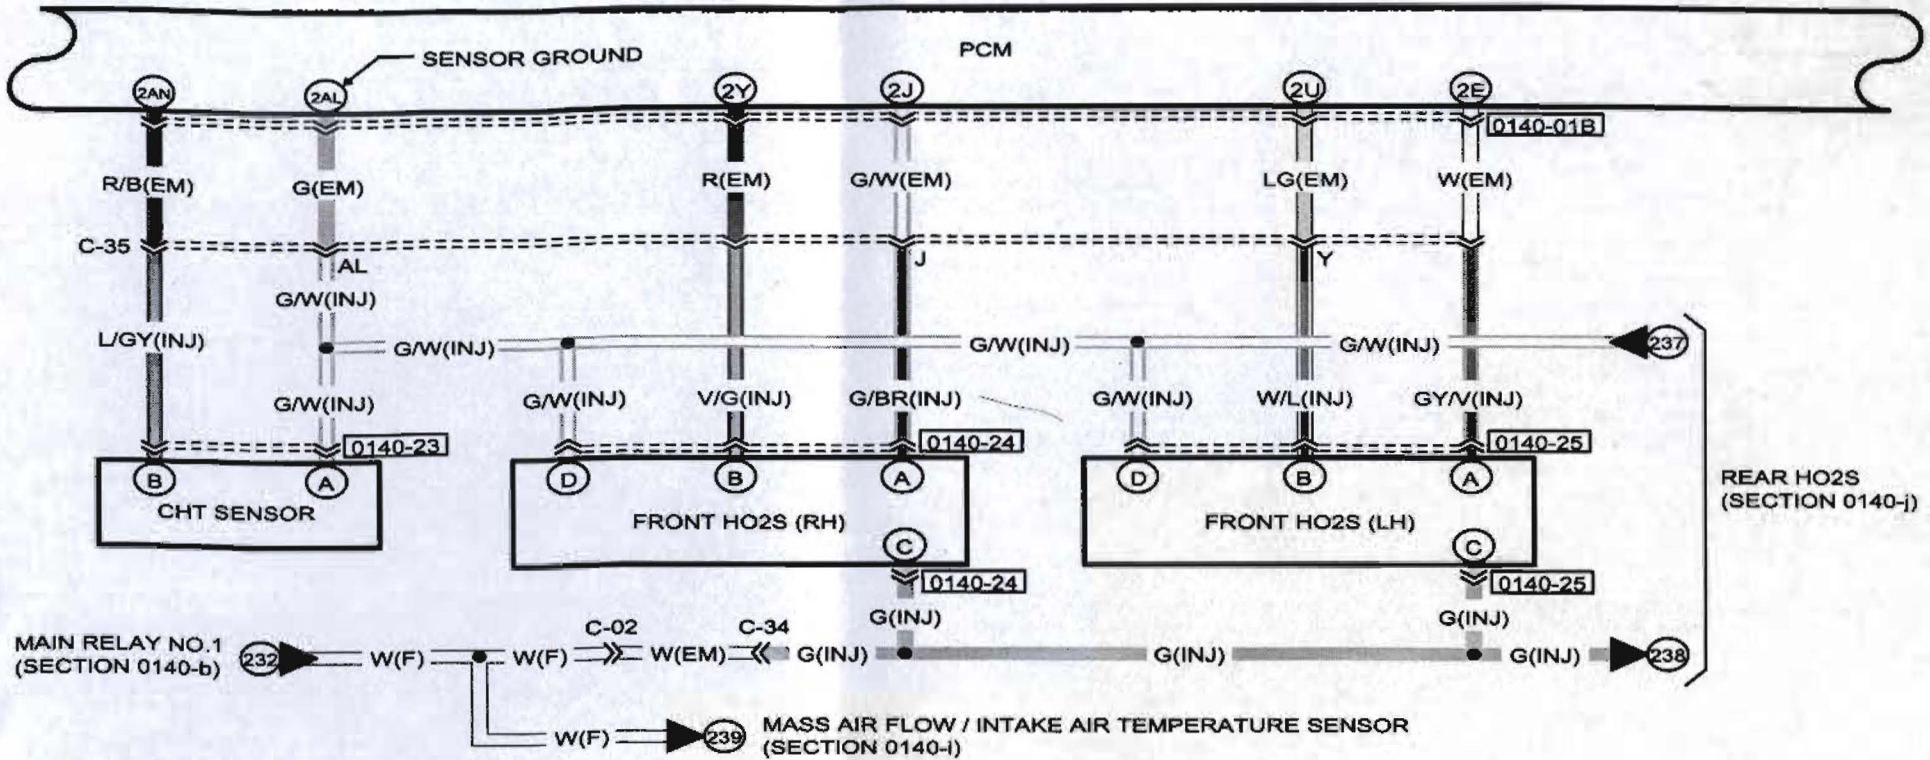 PCM
SENSOR GROUND
2AN 2AL 2Y 2J 2U 2E
0140-01B
R/B(EM) G(EM) R(EM) G/W(EM) LG(EM) W(EM)
C-35
AL J Y
G/W(INJ)
L/GY(INJ) G/W(INJ) G/W(INJ) G/W(INJ) 237
G/W(INJ) G/W(INJ) V/G(INJ) G/BR(INJ) G/W(INJ) W/L(INJ) GY/V(INJ)
0140-23 0140-24 0140-25
B A D B A D B A
CHT SENSOR FRONT HO2S (RH) FRONT HO2S (LH)
REAR HO2S
(SECTION 0140-j)
C C
0140-24 0140-25
G(INJ) G(INJ)
C-02 C-34
MAIN RELAY NO.1
(SECTION 0140-b)
232 W(F) W(F) W(EM) G(INJ) G(INJ) G(INJ) 238
W(F) 239
MASS AIR FLOW / INTAKE AIR TEMPERATURE SENSOR
(SECTION 0140-i)